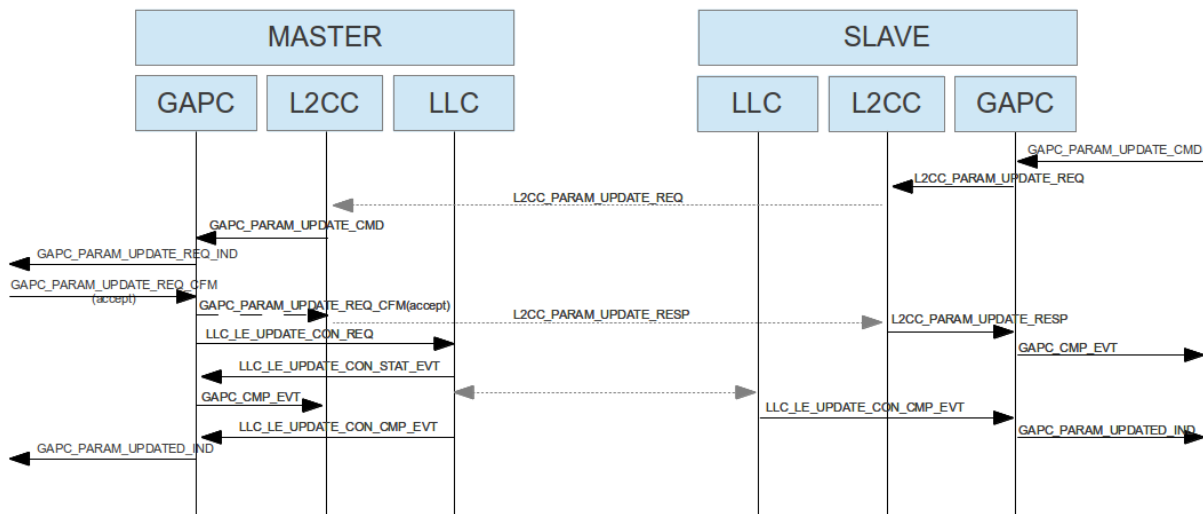 MASTER
SLAVE
GAPC
L2CC
LLC
LLC
L2CC
GAPC
GAPC_PARAM_UPDATE_CMD
L2CC_PARAM_UPDATE_REQ
L2CC_PARAM_UPDATE_REQ
GAPC_PARAM_UPDATE_CMD
GAPC_PARAM_UPDATE_REQ_IND
GAPC_PARAM_UPDATE_REQ_CFM
(accept)
GAPC_PARAM_UPDATE_REQ_CFM(accept)
L2CC_PARAM_UPDATE_RESP
L2CC_PARAM_UPDATE_RESP
LLC_LE_UPDATE_CON_REQ
GAPC_CMP_EVT
LLC_LE_UPDATE_CON_STAT_EVT
GAPC_CMP_EVT
LLC_LE_UPDATE_CON_CMP_EVT
LLC_LE_UPDATE_CON_CMP_EVT
GAPC_PARAM_UPDATED_IND
GAPC_PARAM_UPDATED_IND